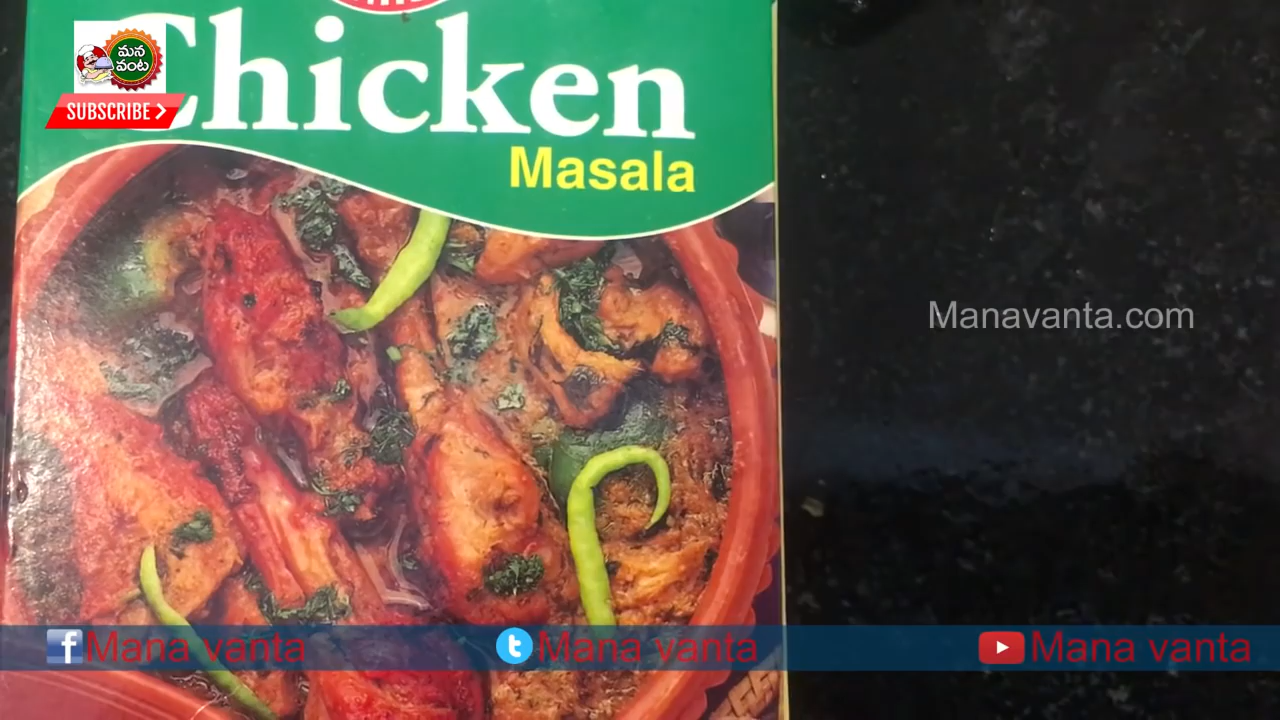 మన
వంట
SUBSCRIBE
Chicken
Masala
Manavanta.com
Mana vanta
Mana vanta
Mana vanta